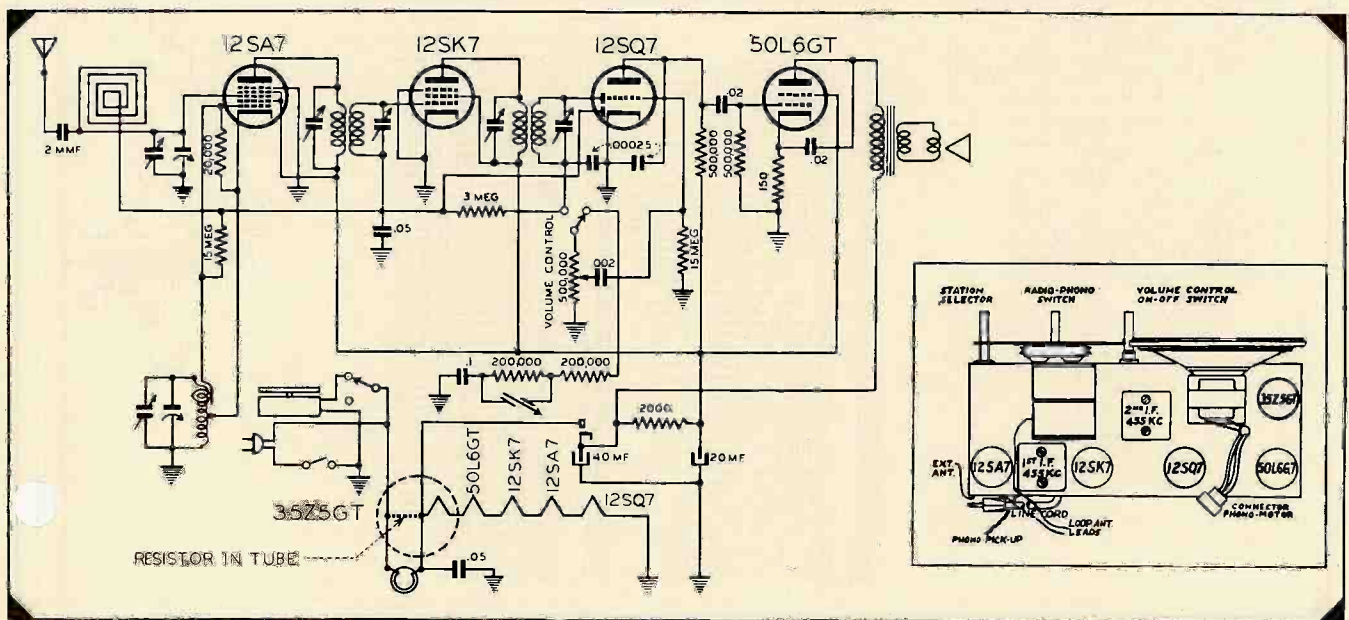 12SA7
12SK7
12SQ7
50L6GT
2 MMF
20,000
15 MEG
.05
3 MEG
.00025
VOLUME CONTROL
500,000
.002
15 MEG
500,000
.02
500,000
150
.02
.1
200,000
200,000
2000
40 MF
20 MF
35Z5GT
50L6GT
12SK7
12SA7
12SQ7
RESISTOR IN TUBE
.05
STATION SELECTOR
RADIO-PHONO SWITCH
VOLUME CONTROL ON-OFF SWITCH
35Z5GT
2ND I.F. 455 KC
EXT. ANT.
12SA7
1ST I.F. 455 KC
12SK7
12SQ7
50L6G7
LINE CORD
LOOP ANT. LEADS
PHONO PICK-UP
CONNECTOR PHONO-MOTOR